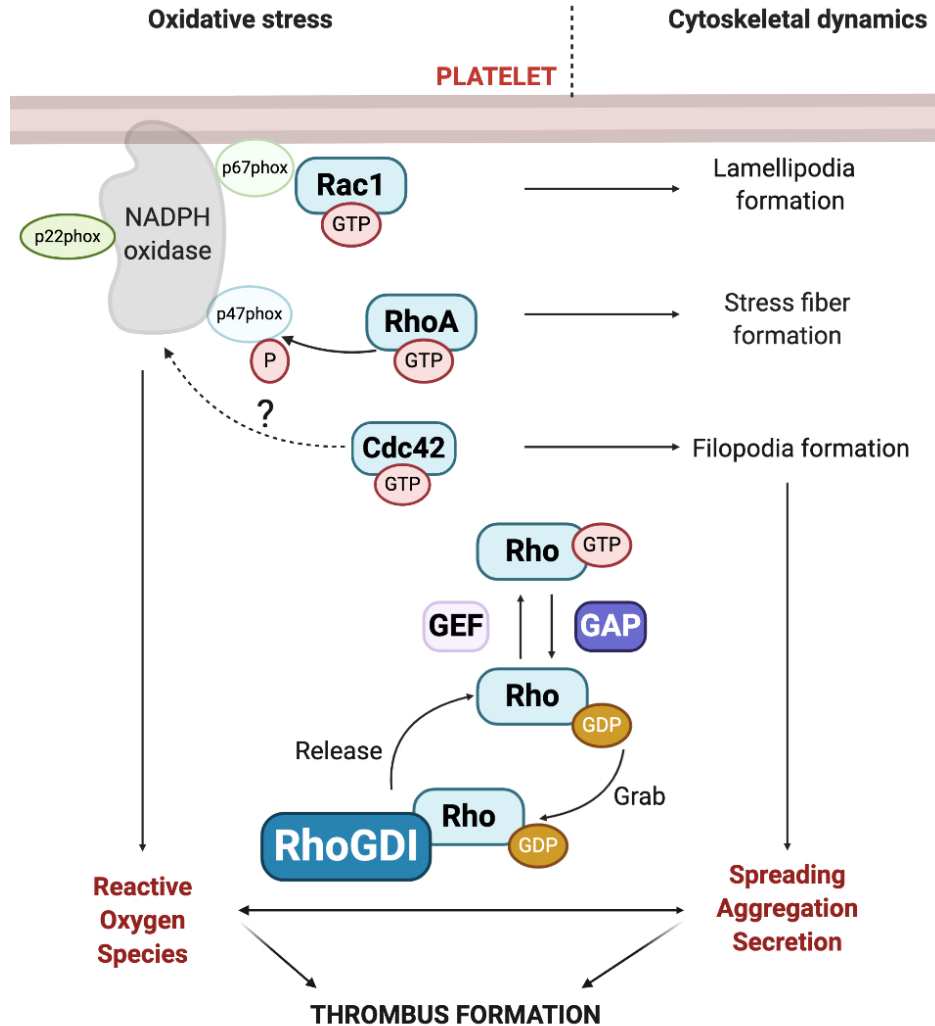 Oxidative stress
Cytoskeletal dynamics
PLATELET
p67phox
Rac1
GTP
Lamellipodia
formation
NADPH
oxidase
p22phox
p47phox
P
RhoA
GTP
Stress fiber
formation
?
Cdc42
GTP
Filopodia formation
Rho
GTP
GEF
GAP
Rho
GDP
Release
Grab
Rho
GDP
RhoGDI
Reactive
Oxygen
Species
Spreading
Aggregation
Secretion
THROMBUS FORMATION